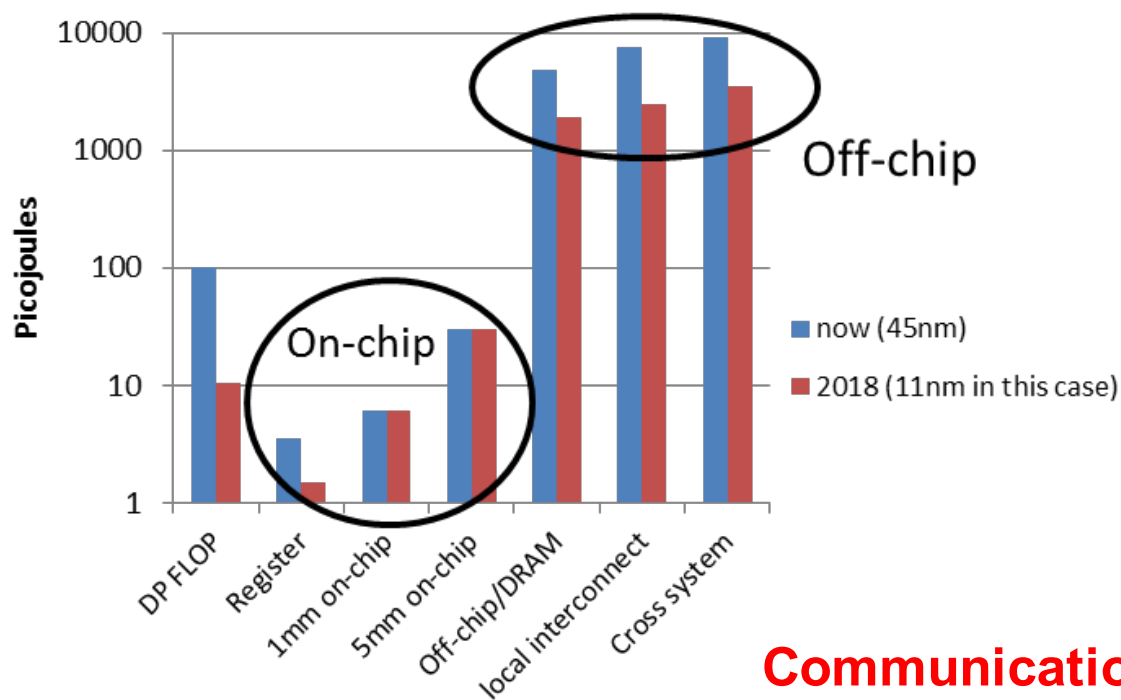 10000
1000
100
10
1
Picojoules
On-chip
Off-chip
now (45nm)
2018 (11nm in this case)
DP FLOP
Register
1mm on-chip
5mm on-chip
Off-chip/DRAM
local interconnect
Cross system